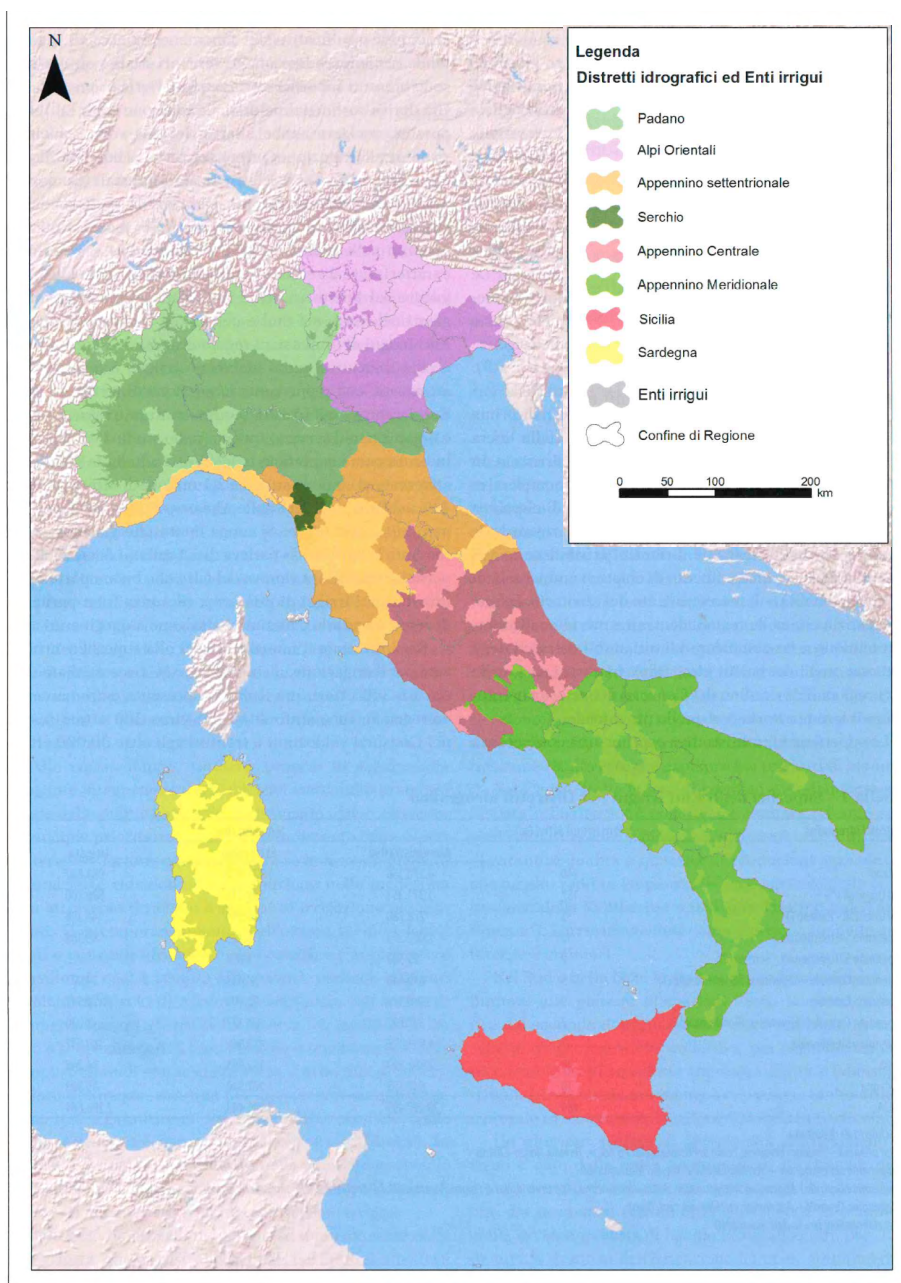 N
Legenda
Distretti idrografici ed Enti irrigui
Padano
Alpi Orientali
Appennino settentrionale
Serchio
Appennino Centrale
Appennino Meridionale
Sicilia
Sardegna
Enti irrigui
Confine di Regione
0 50 100 200
km